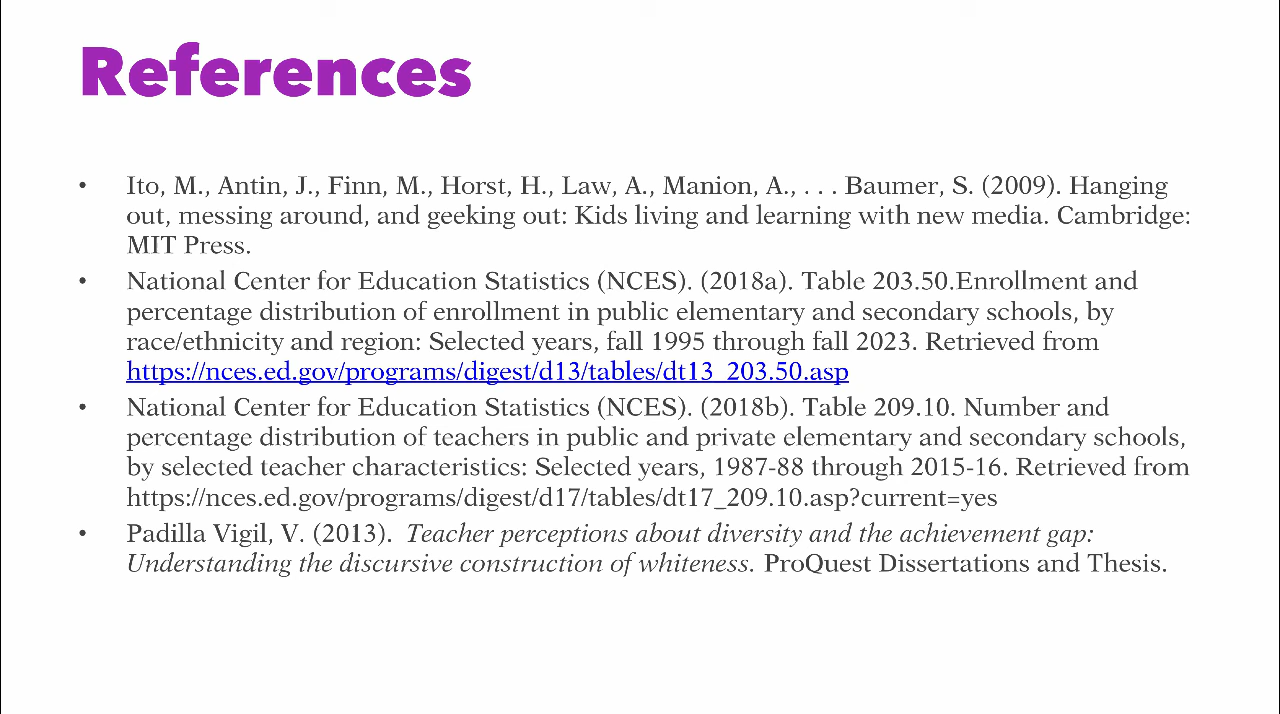 References
• Ito, M., Antin, J., Finn, M., Horst, H., Law, A., Manion, A., . . . Baumer, S. (2009). Hanging
out, messing around, and geeking out: Kids living and learning with new media. Cambridge:
MIT Press.
• National Center for Education Statistics (NCES). (2018a). Table 203.50.Enrollment and
percentage distribution of enrollment in public elementary and secondary schools, by
race/ethnicity and region: Selected years, fall 1995 through fall 2023. Retrieved from
https://nces.ed.gov/programs/digest/d13/tables/dt13_203.50.asp
• National Center for Education Statistics (NCES). (2018b). Table 209.10. Number and
percentage distribution of teachers in public and private elementary and secondary schools,
by selected teacher characteristics: Selected years, 1987-88 through 2015-16. Retrieved from
https://nces.ed.gov/programs/digest/d17/tables/dt17_209.10.asp?current=yes
• Padilla Vigil, V. (2013). Teacher perceptions about diversity and the achievement gap:
Understanding the discursive construction of whiteness. ProQuest Dissertations and Thesis.